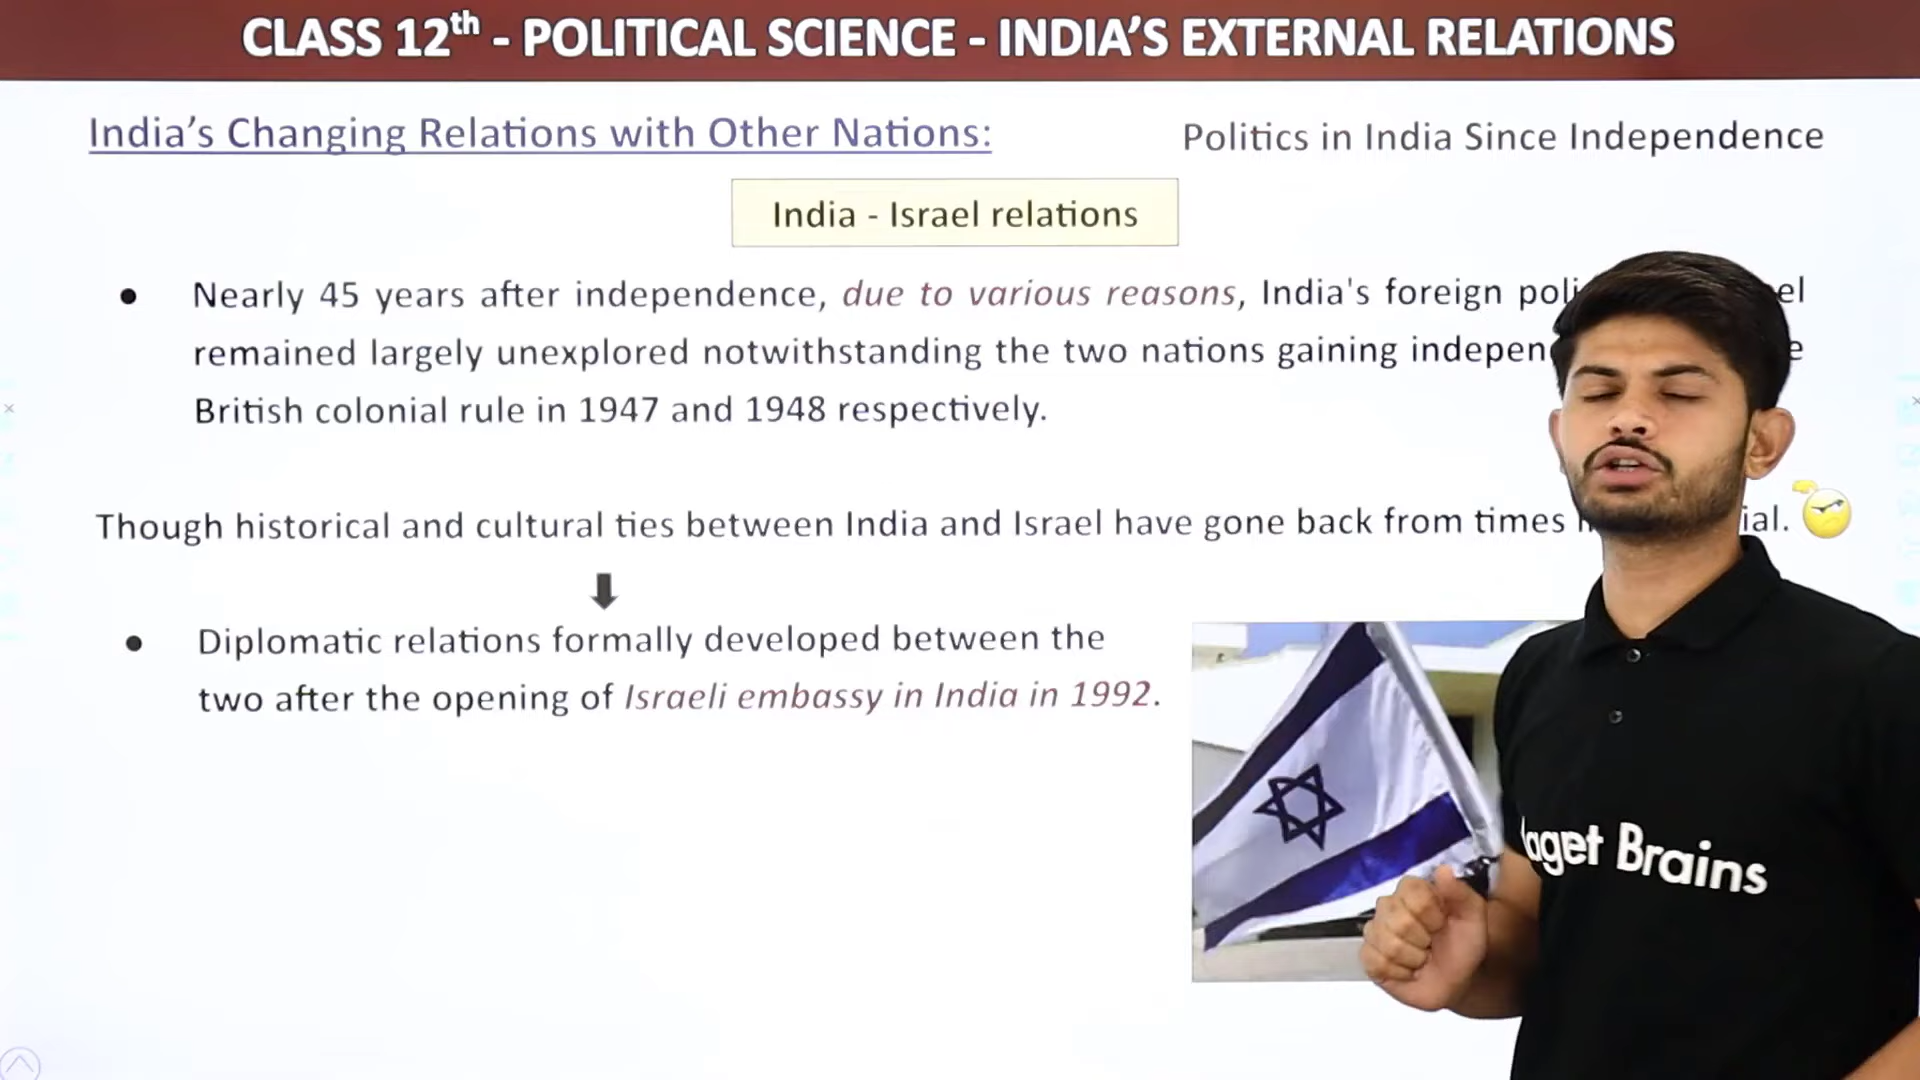 CLASS 12th - POLITICAL SCIENCE - INDIA’S EXTERNAL RELATIONS
India’s Changing Relations with Other Nations:
Politics in India Since Independence
India - Israel relations
● Nearly 45 years after independence, due to various reasons, India's foreign
remained largely unexplored notwithstanding the two nations gaining
British colonial rule in 1947 and 1948 respectively.
Though historical and cultural ties between India and Israel have gone back from times
● Diplomatic relations formally developed between the
two after the opening of Israeli embassy in India in 1992.
Brains